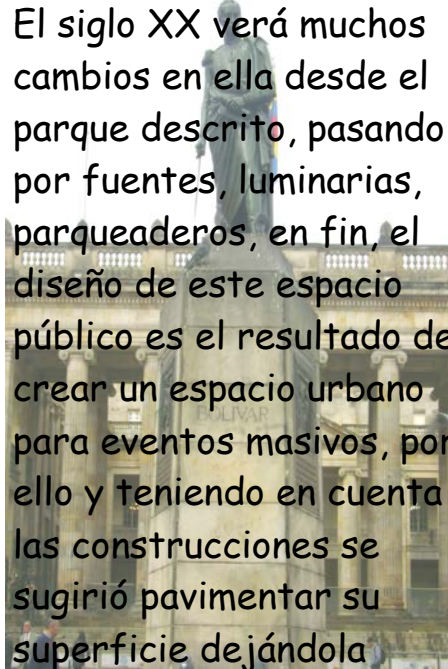 El siglo XX verá muchos
cambios en ella desde el
parque descrito, pasando
por fuentes, luminarias,
parqueaderos, en fin, el
diseño de este espacio
público es el resultado de
crear un espacio urbano
BOLIVAR
para eventos masivos, por
ello y teniendo en cuenta
las construcciones se
sugirió pavimentar su
superficie dejándola